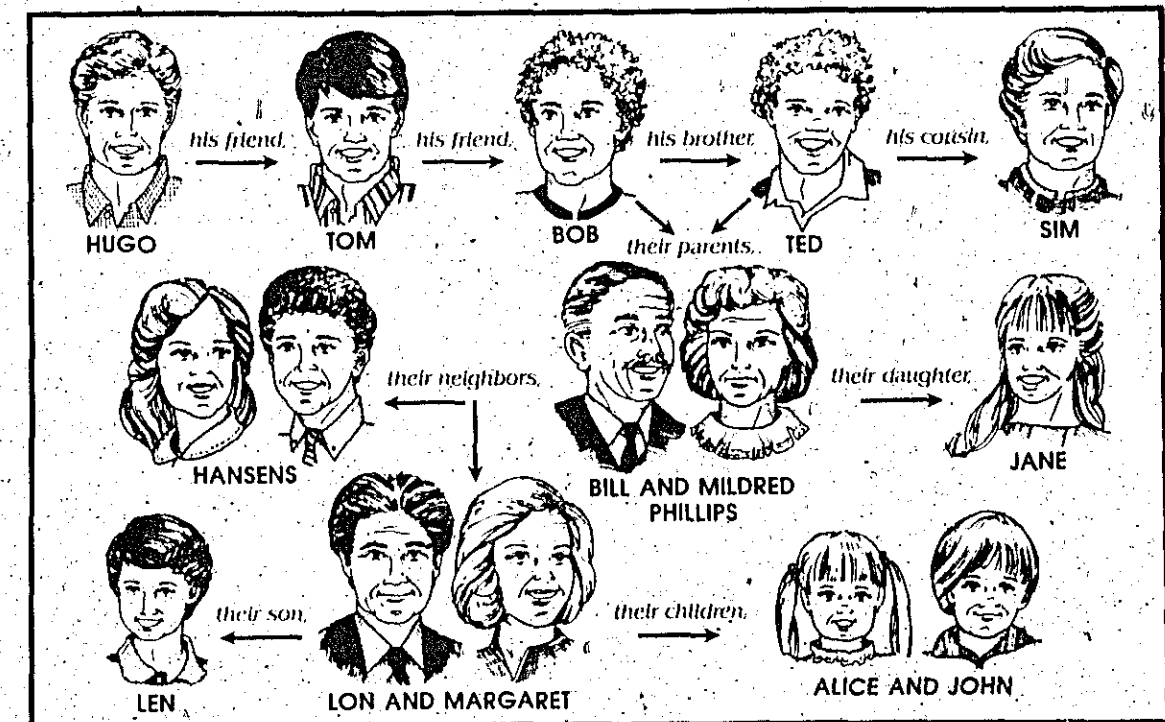 his friend,
his friend,
his brother,
his cousin,
HUGO
TOM
BOB
TED
SIM
their parents,
their neighbors,
their daughter,
HANSENS
BILL AND MILDRED
PHILLIPS
JANE
their son,
their children,
LEN
LON AND MARGARET
ALICE AND JOHN